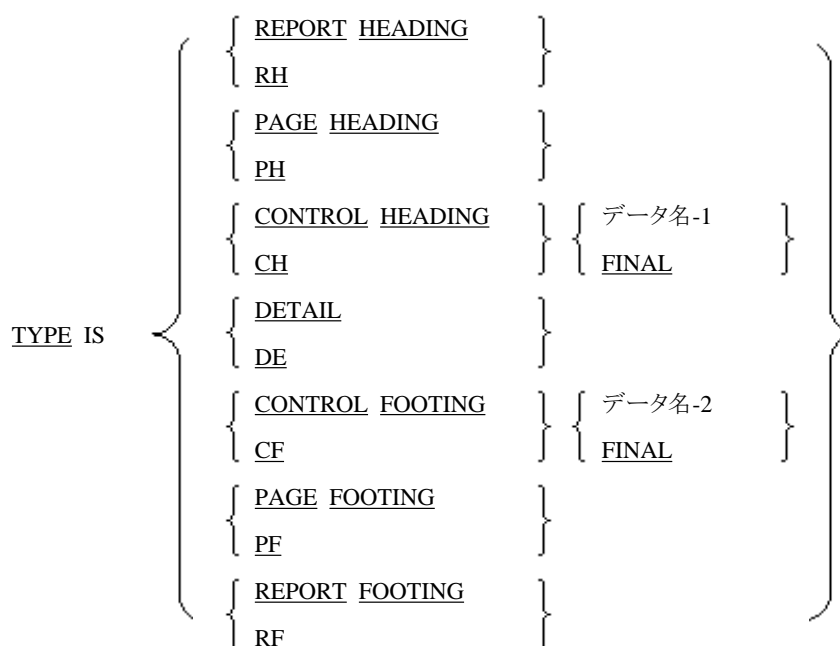 REPORT HEADING
RH
PAGE HEADING
PH
CONTROL HEADING データ名-1
CH FINAL
DETAIL
TYPE IS
DE
CONTROL FOOTING データ名-2
CF FINAL
PAGE FOOTING
PF
REPORT FOOTING
RF